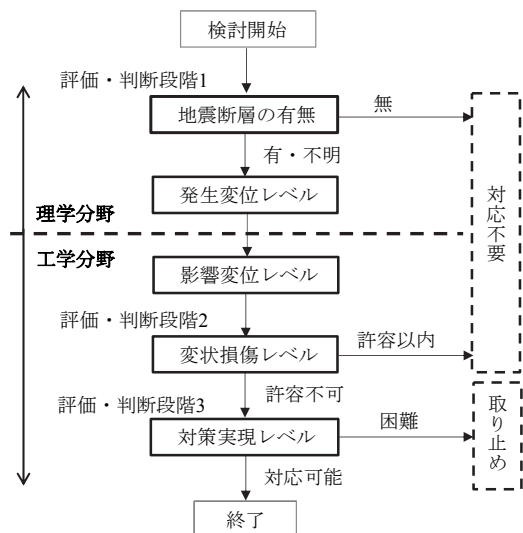 検討開始
評価・判断段階1
地震断層の有無
無
有・不明
発生変位レベル
対応不要
理学分野
工学分野
影響変位レベル
評価・判断段階2
変状損傷レベル
許容以内
許容不可
評価・判断段階3
対策実現レベル
困難
取り止め
対応可能
終了